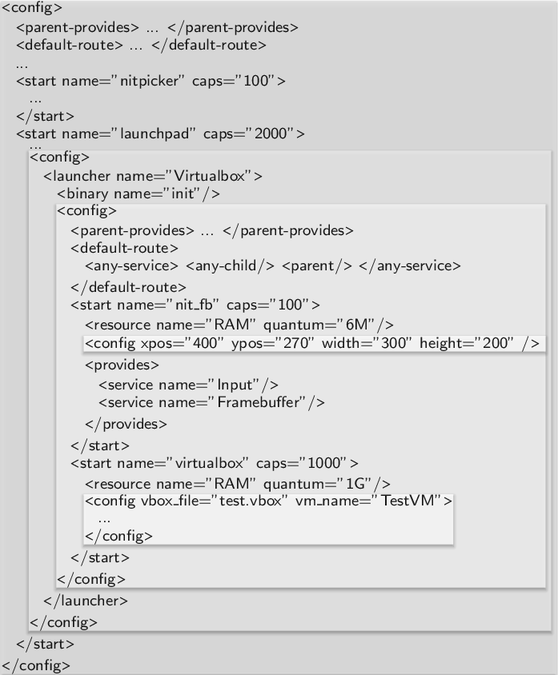 <config>
<parent-provides> ... </parent-provides>
<default-route> ... </default-route>
...
<start name="nitpicker" caps="100">
...
</start>
<start name="launchpad" caps="2000">
...
<config>
<launcher name="Virtualbox">
<binary name="init"/>
<config>
<parent-provides> ... </parent-provides>
<default-route>
<any-service> <any-child/> <parent/> </any-service>
</default-route>
<start name="nit_fb" caps="100">
<resource name="RAM" quantum="6M"/>
<config xpos="400" ypos="270" width="300" height="200" />
<provides>
<service name="Input"/>
<service name="Framebuffer"/>
</provides>
</start>
<start name="virtualbox" caps="1000">
<resource name="RAM" quantum="1G"/>
<config vbox_file="test.vbox" vm_name="TestVM">
...
</config>
</start>
</config>
</launcher>
</config>
</start>
</config>